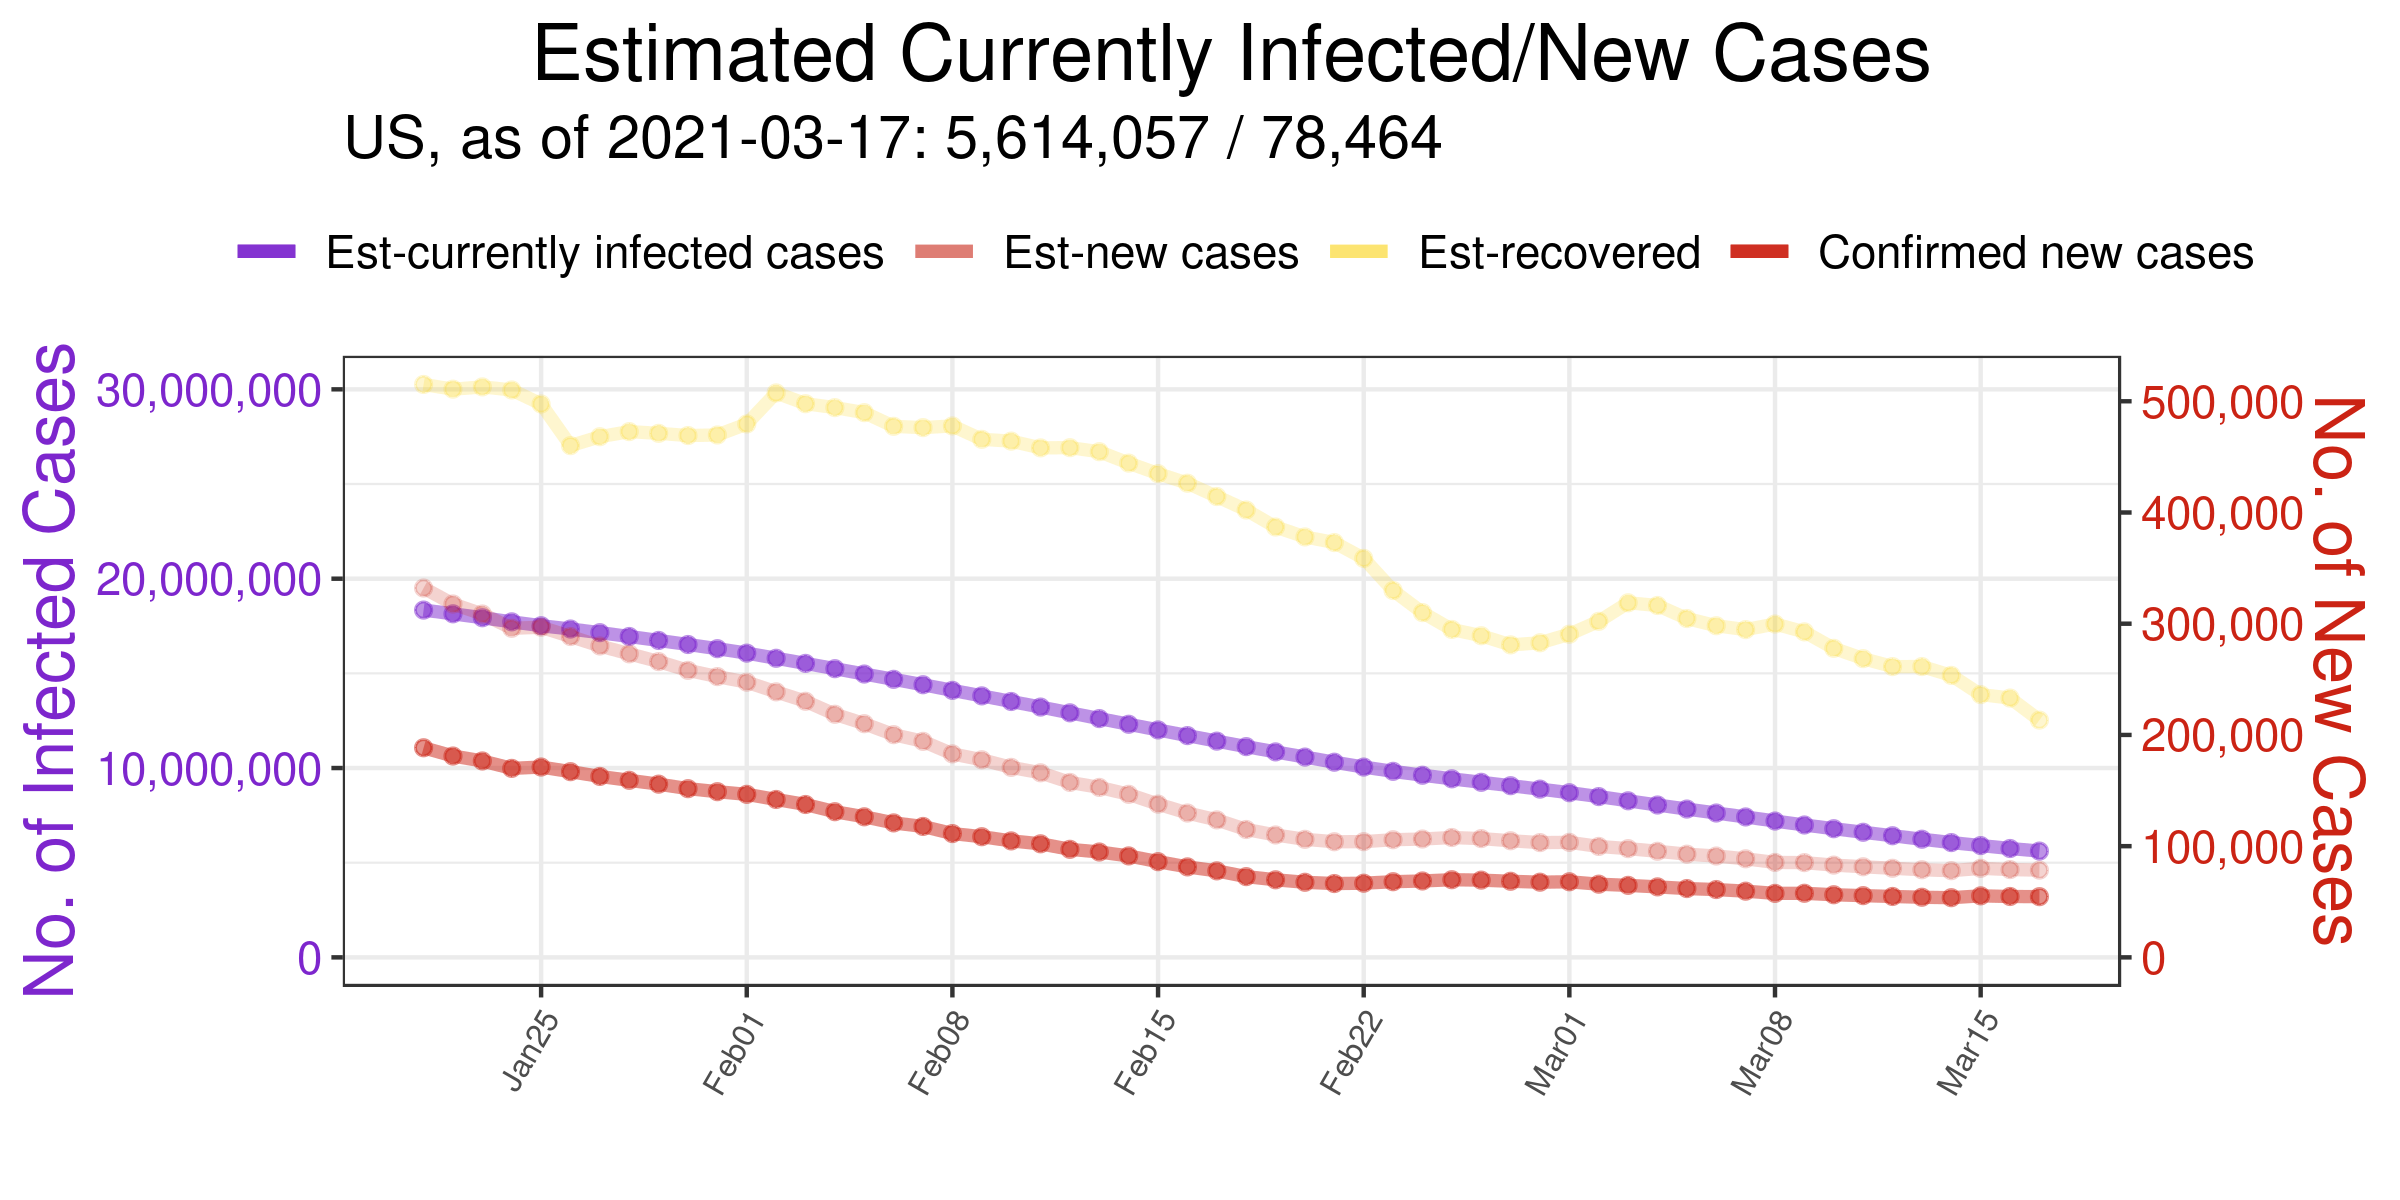 Estimated Currently Infected/New Cases
US, as of 2021-03-17: 5,614,057 / 78,464
Est-currently infected cases Est-new cases Est-recovered Confirmed new cases
No. of Infected Cases
30,000,000
20,000,000
10,000,000
0
500,000
400,000
300,000
200,000
100,000
0
No. of New Cases
Jan25 Feb01 Feb08 Feb15 Feb22 Mar01 Mar08 Mar15